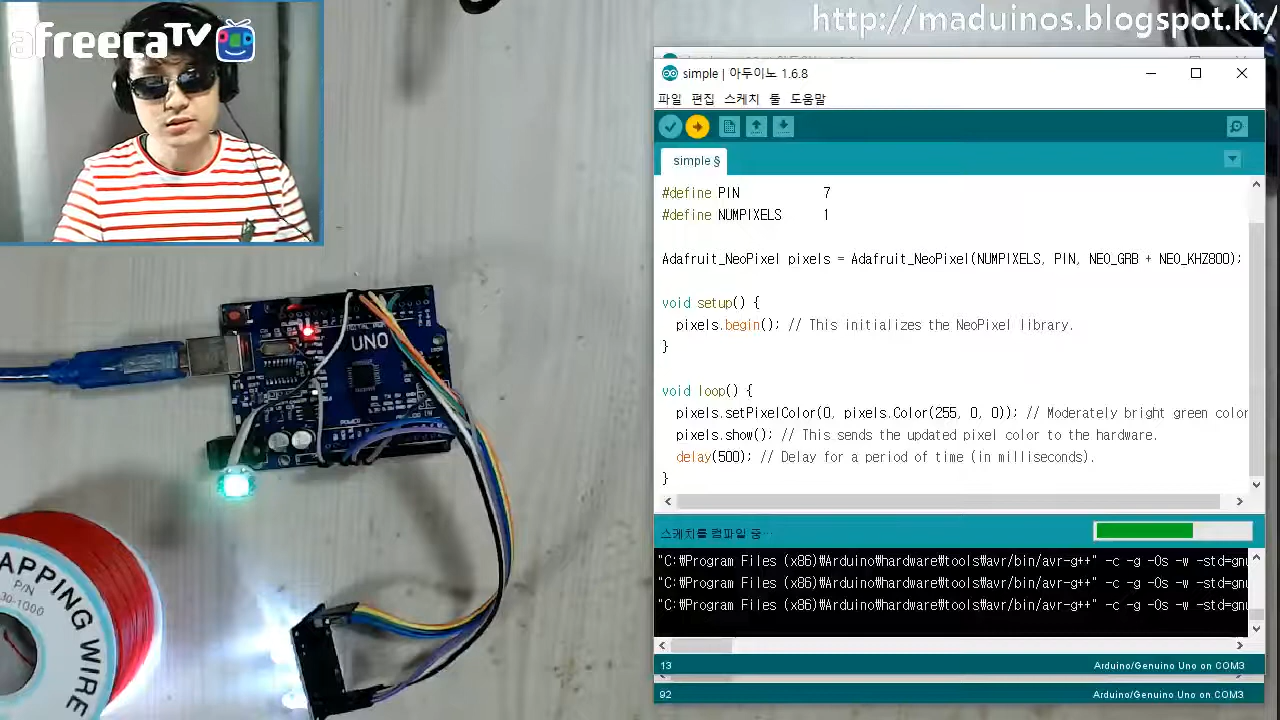 afreecaTV
http://maduinos.blogspot.kr/
simple | 아두이노 1.6.8
파일 편집 스케치 툴 도움말
simple §
#define PIN 7
#define NUMPIXELS 1
Adafruit_NeoPixel pixels = Adafruit_NeoPixel(NUMPIXELS, PIN, NEO_GRB + NEO_KHZ800);
void setup() {
pixels.begin(); // This initializes the NeoPixel library.
}
void loop() {
pixels.setPixelColor(0, pixels.Color(255, 0, 0)); // Moderately bright green color
pixels.show(); // This sends the updated pixel color to the hardware.
delay(500); // Delay for a period of time (in milliseconds).
}
스케치를 컴파일 중…
"C:₩Program Files (x86)₩Arduino₩hardware₩tools₩avr/bin/avr-g++" -c -g -Os -w -std=gnu
"C:₩Program Files (x86)₩Arduino₩hardware₩tools₩avr/bin/avr-g++" -c -g -Os -w -std=gnu
"C:₩Program Files (x86)₩Arduino₩hardware₩tools₩avr/bin/avr-g++" -c -g -Os -w -std=gnu
13 Arduino/Genuino Uno on COM3
92 Arduino/Genuino Uno on COM3
UNO
APPING WIRE
P/N
30-1000